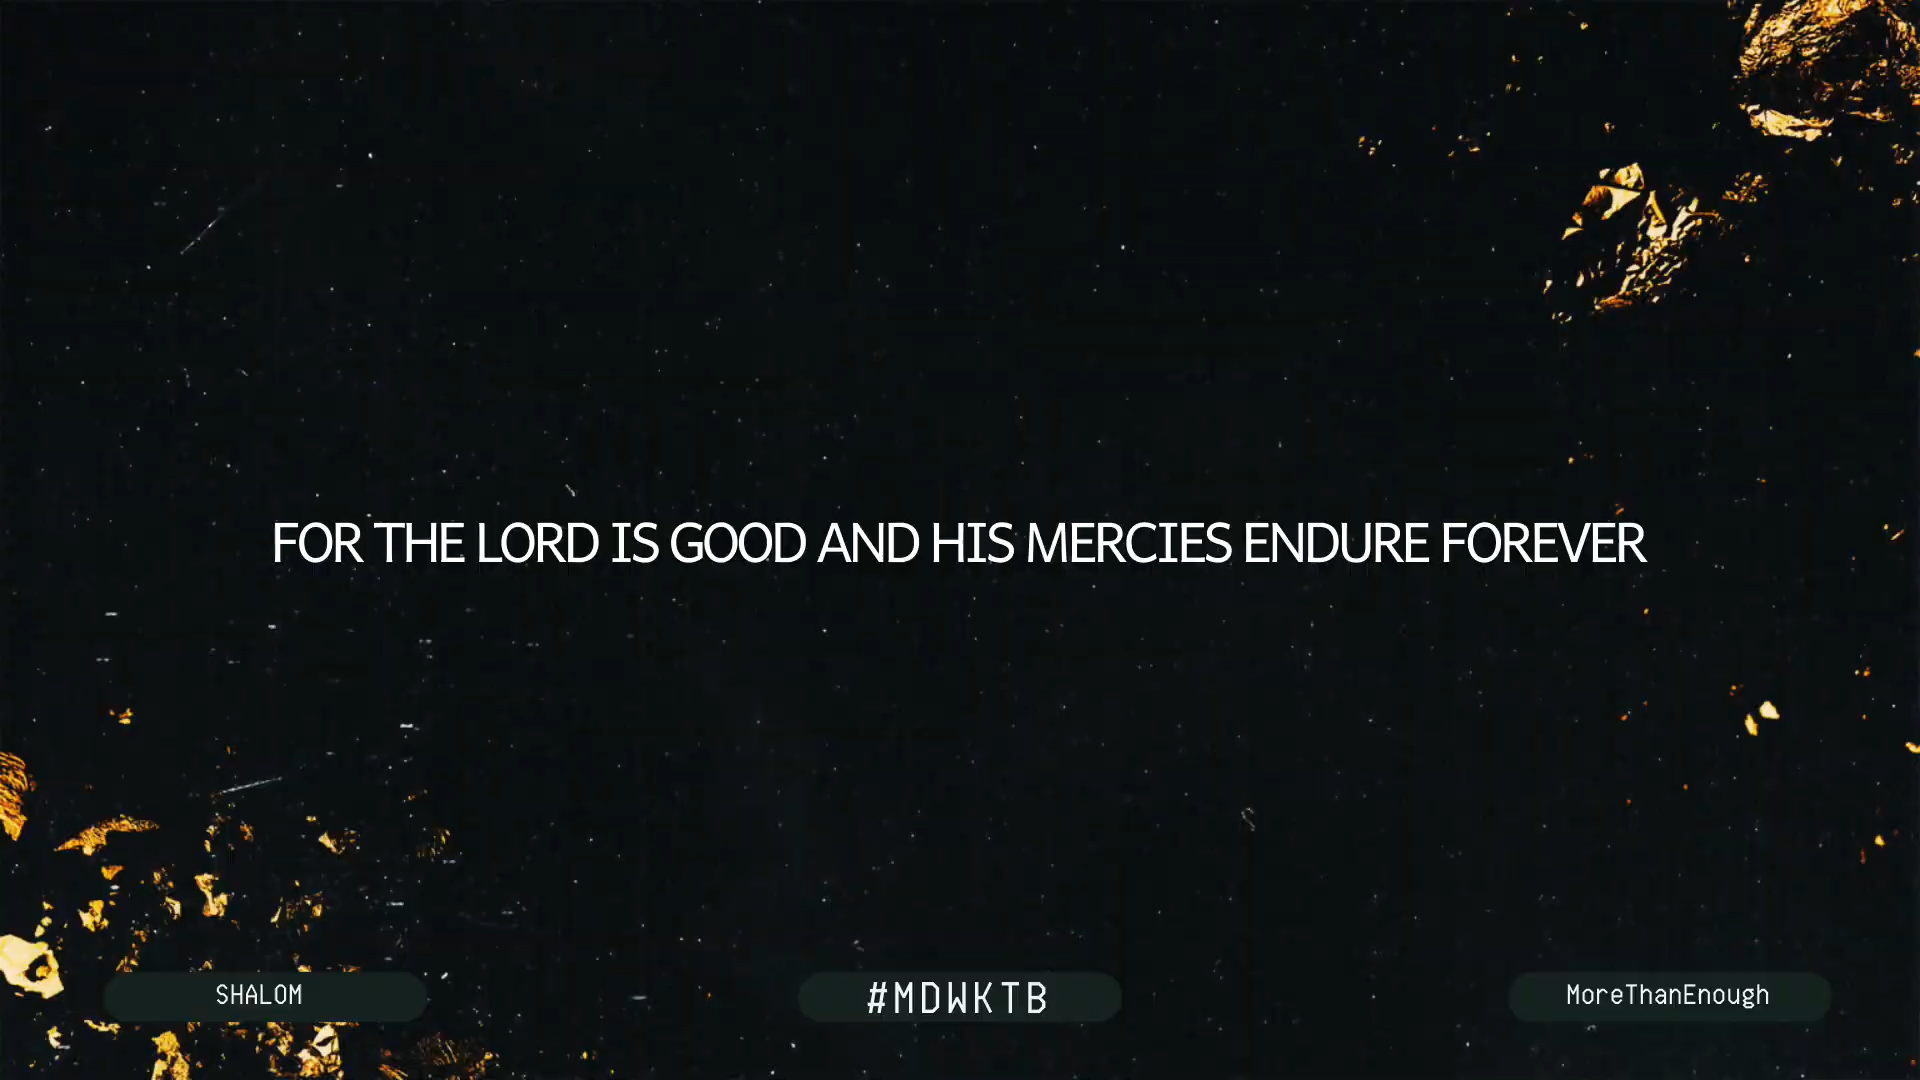 FOR THE LORD IS GOOD AND HIS MERCIES ENDURE FOREVER
SHALOM
#MDWKTB
MoreThanEnough